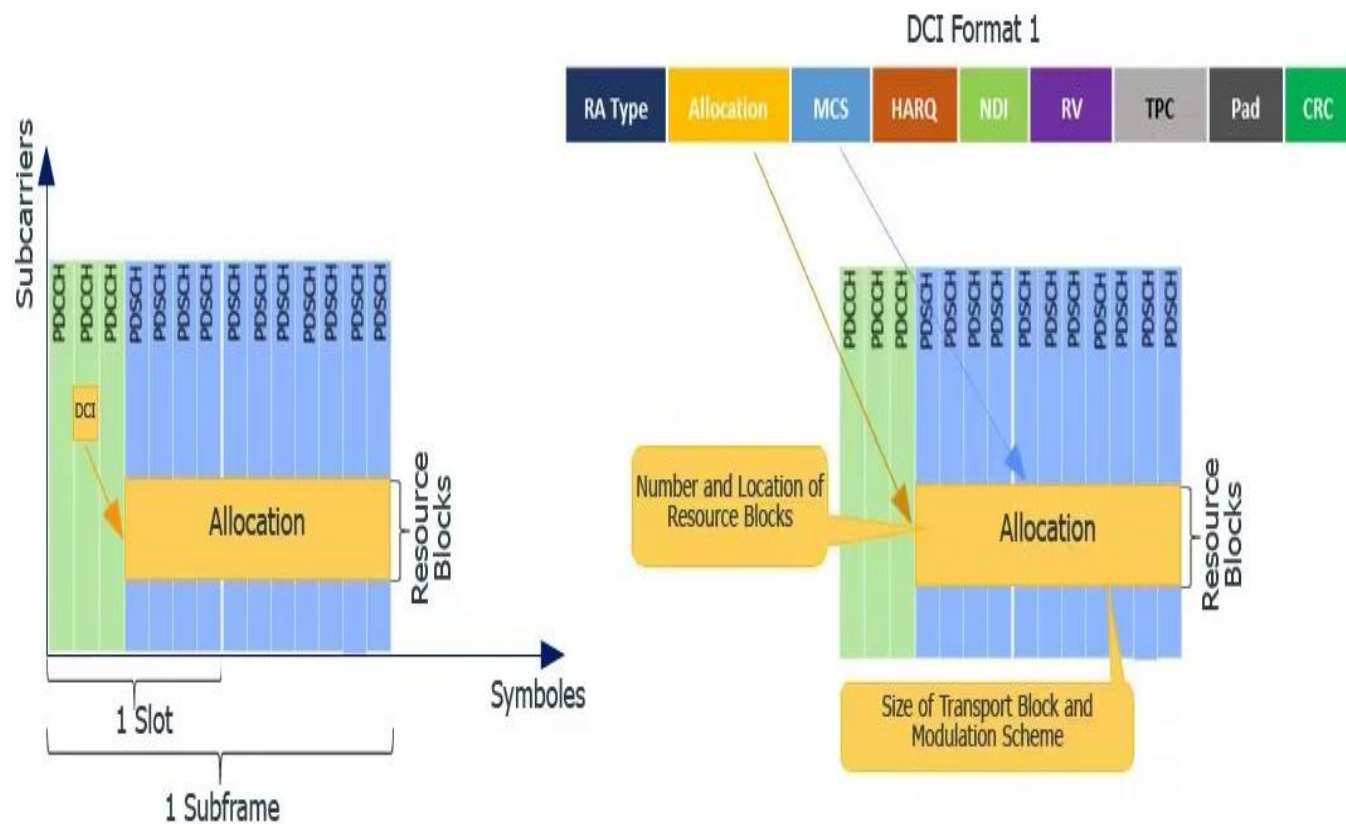 DCI Format 1
RA Type
Allocation
MCS
HARQ
NDI
RV
TPC
Pad
CRC
Subcarriers
PDCCH
PDCCH
PDCCH
PDSCH
PDSCH
PDSCH
PDSCH
PDSCH
PDSCH
PDSCH
PDSCH
PDSCH
PDSCH
PDSCH
DCI
Allocation
Resource
Blocks
Symboles
1 Slot
1 Subframe
PDCCH
PDCCH
PDCCH
PDSCH
PDSCH
PDSCH
PDSCH
PDSCH
PDSCH
PDSCH
PDSCH
PDSCH
PDSCH
PDSCH
Number and Location of
Resource Blocks
Allocation
Resource
Blocks
Size of Transport Block and
Modulation Scheme